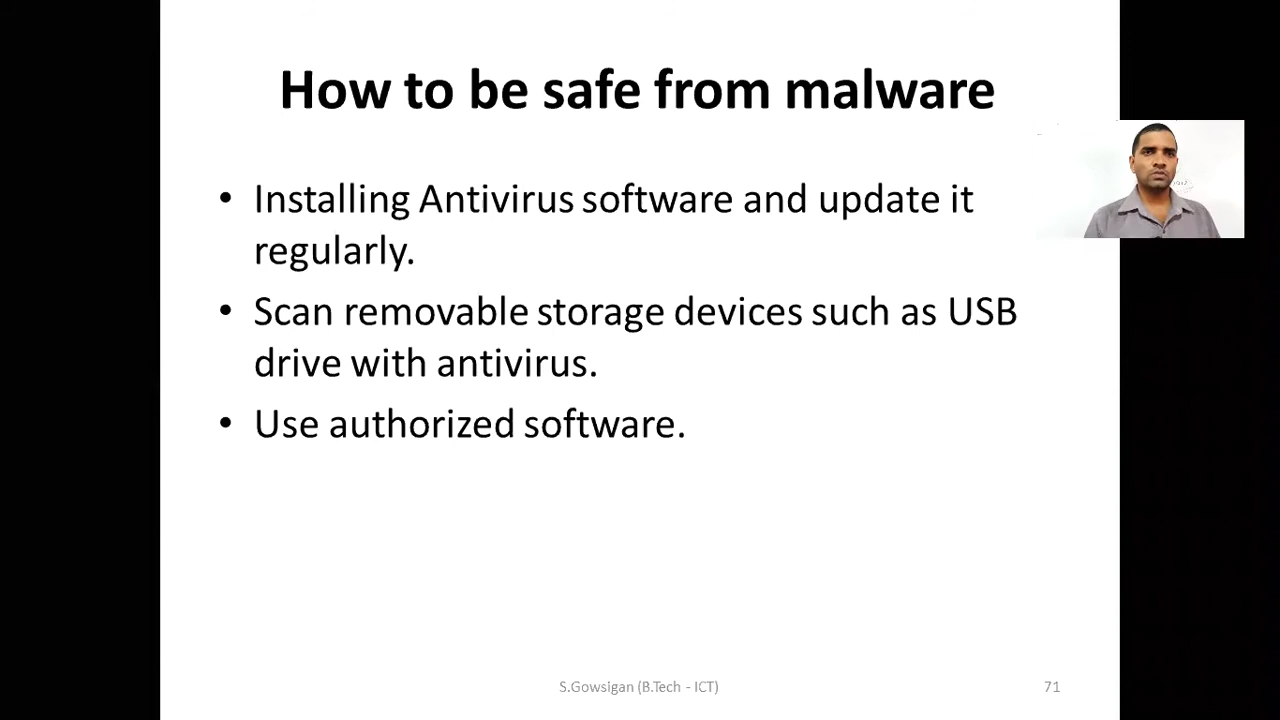 How to be safe from malware
• Installing Antivirus software and update it
regularly.
• Scan removable storage devices such as USB
drive with antivirus.
• Use authorized software.
S.Gowsigan (B.Tech - ICT)
71